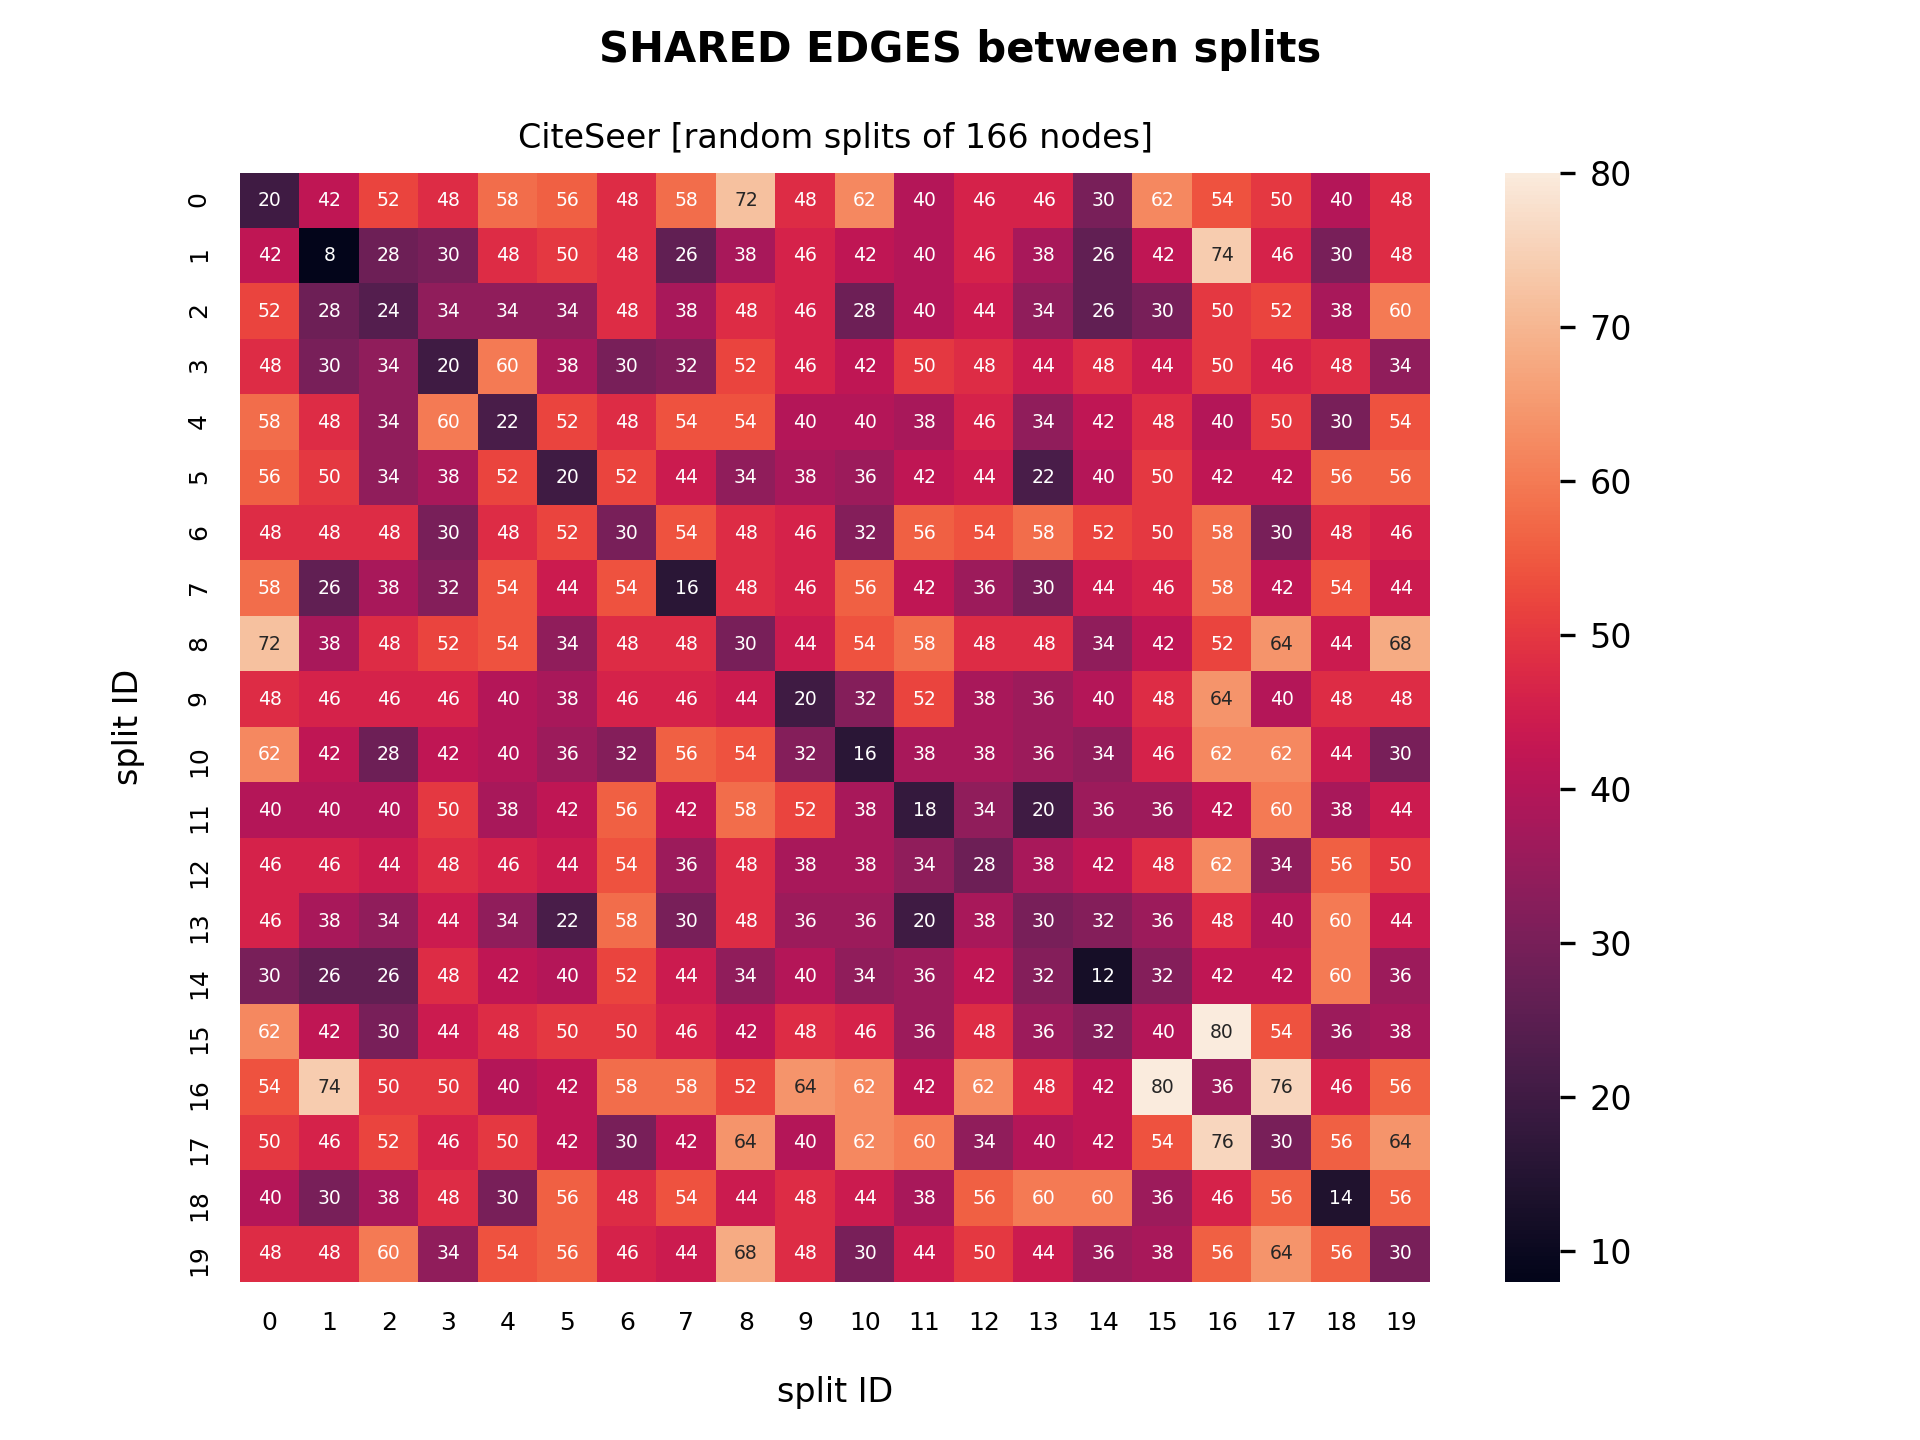 SHARED EDGES between splits
CiteSeer [random splits of 166 nodes]
0 20 42 52 48 58 56 48 58 72 48 62 40 46 46 30 62 54 50 40 48
1 42 8 28 30 48 50 48 26 38 46 42 40 46 38 26 42 74 46 30 48
2 52 28 24 34 34 34 48 38 48 46 28 40 44 34 26 30 50 52 38 60
3 48 30 34 20 60 38 30 32 52 46 42 50 48 44 48 44 50 46 48 34
4 58 48 34 60 22 52 48 54 54 40 40 38 46 34 42 48 40 50 30 54
5 56 50 34 38 52 20 52 44 34 38 36 42 44 22 40 50 42 42 56 56
6 48 48 48 30 48 52 30 54 48 46 32 56 54 58 52 50 58 30 48 46
7 58 26 38 32 54 44 54 16 48 46 56 42 36 30 44 46 58 42 54 44
8 72 38 48 52 54 34 48 48 30 44 54 58 48 48 34 42 52 64 44 68
9 48 46 46 46 40 38 46 46 44 20 32 52 38 36 40 48 64 40 48 48
10 62 42 28 42 40 36 32 56 54 32 16 38 38 36 34 46 62 62 44 30
11 40 40 40 50 38 42 56 42 58 52 38 18 34 20 36 36 42 60 38 44
12 46 46 44 48 46 44 54 36 48 38 38 34 28 38 42 48 62 34 56 50
13 46 38 34 44 34 22 58 30 48 36 36 20 38 30 32 36 48 40 60 44
14 30 26 26 48 42 40 52 44 34 40 34 36 42 32 12 32 42 42 60 36
15 62 42 30 44 48 50 50 46 42 48 46 36 48 36 32 40 80 54 36 38
16 54 74 50 50 40 42 58 58 52 64 62 42 62 48 42 80 36 76 46 56
17 50 46 52 46 50 42 30 42 64 40 62 60 34 40 42 54 76 30 56 64
18 40 30 38 48 30 56 48 54 44 48 44 38 56 60 60 36 46 56 14 56
19 48 48 60 34 54 56 46 44 68 48 30 44 50 44 36 38 56 64 56 30
0 1 2 3 4 5 6 7 8 9 10 11 12 13 14 15 16 17 18 19
split ID
split ID
80
70
60
50
40
30
20
10